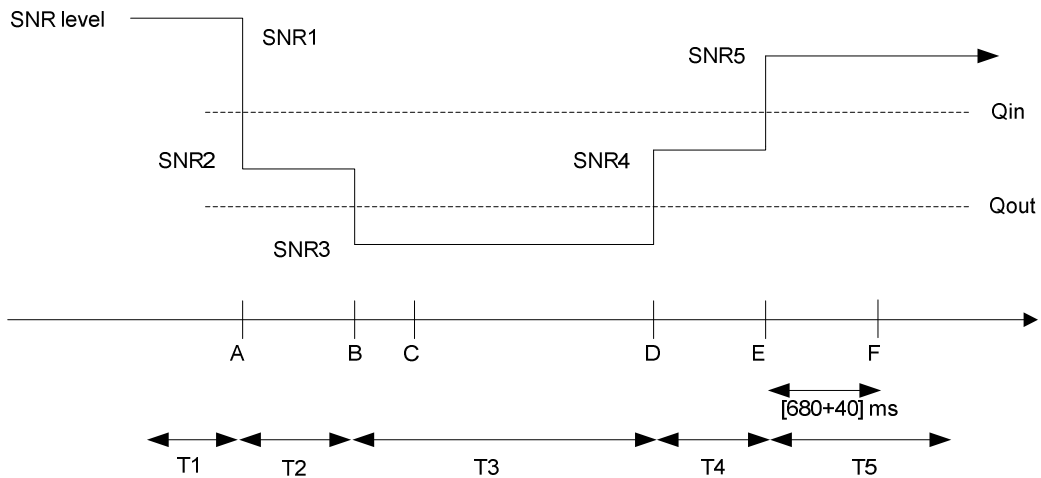 SNR level
SNR1
SNR5
Qin
SNR2
SNR4
Qout
SNR3
A B C D E F
[680+40] ms
T1 T2 T3 T4 T5